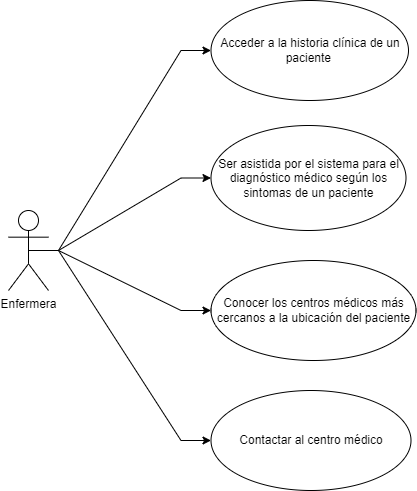 Acceder a la historia clínica de un
paciente
Ser asistida por el sistema para el
diagnóstico médico según los
sintomas de un paciente
Enfermera
Conocer los centros médicos más
cercanos a la ubicación del paciente
Contactar al centro médico